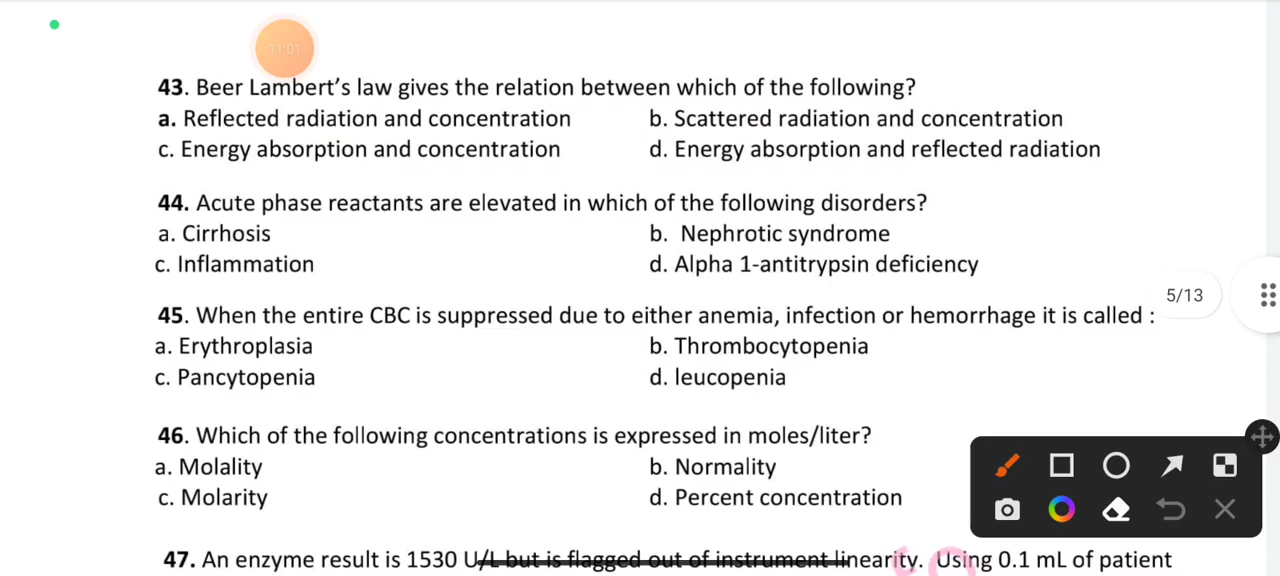 11:01
43. Beer Lambert’s law gives the relation between which of the following?
a. Reflected radiation and concentration b. Scattered radiation and concentration
c. Energy absorption and concentration d. Energy absorption and reflected radiation
44. Acute phase reactants are elevated in which of the following disorders?
a. Cirrhosis b. Nephrotic syndrome
c. Inflammation d. Alpha 1-antitrypsin deficiency
5/13
45. When the entire CBC is suppressed due to either anemia, infection or hemorrhage it is called :
a. Erythroplasia b. Thrombocytopenia
c. Pancytopenia d. leucopenia
46. Which of the following concentrations is expressed in moles/liter?
a. Molality b. Normality
c. Molarity d. Percent concentration
47. An enzyme result is 1530 U/L but is flagged out of instrument linearity. Using 0.1 mL of patient